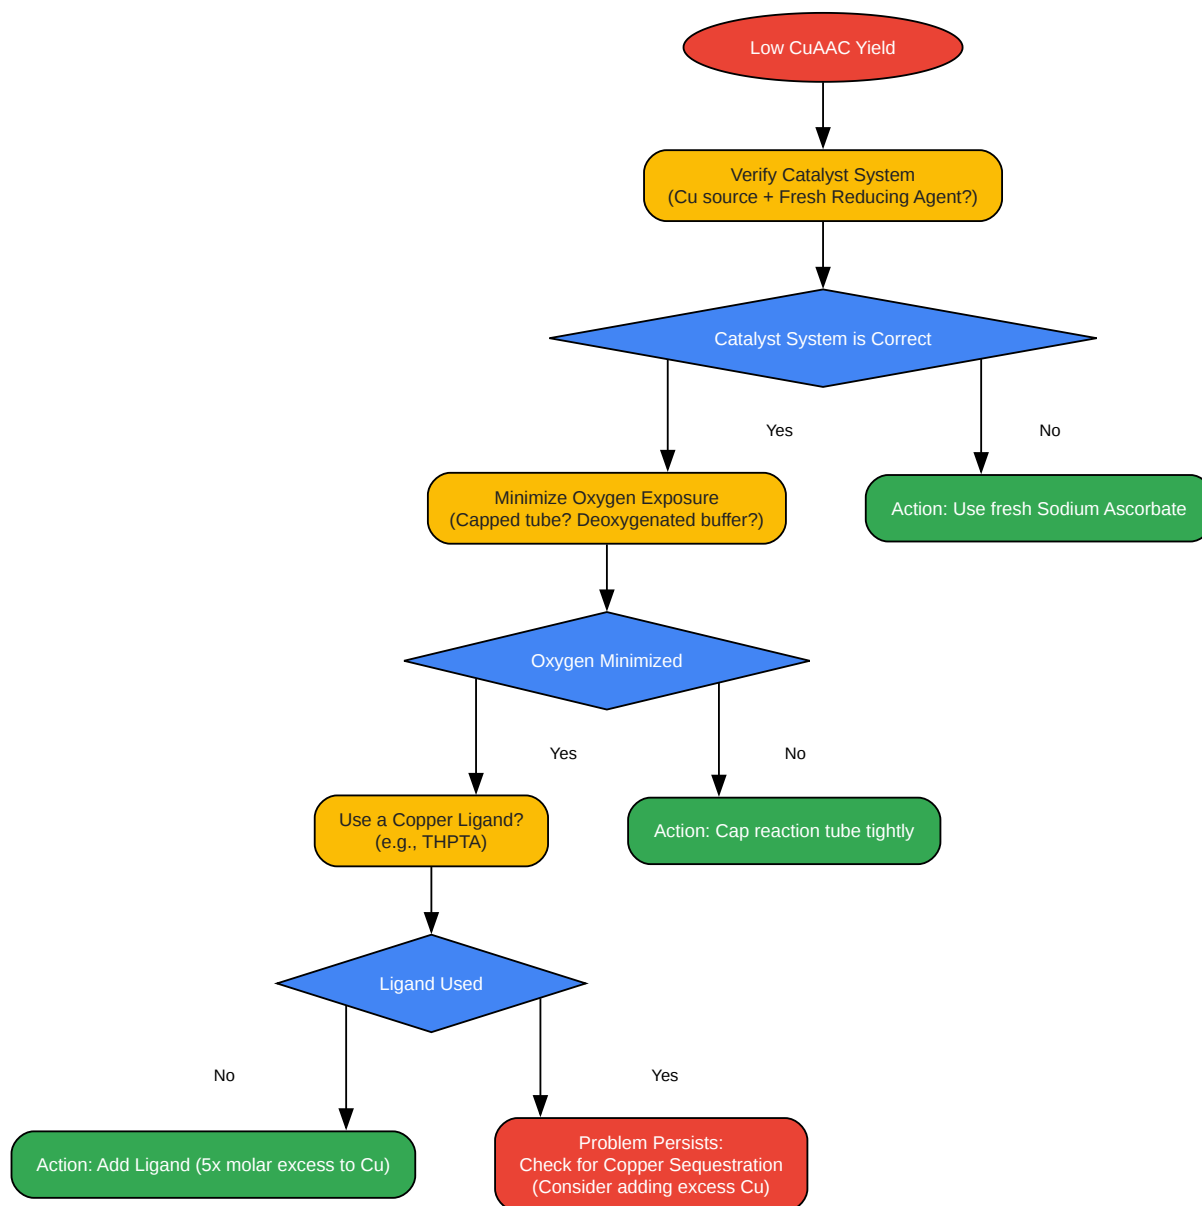 Low CuAAC Yield
Verify Catalyst System
(Cu source + Fresh Reducing Agent?)
Catalyst System is Correct
Yes
No
Minimize Oxygen Exposure
(Capped tube? Deoxygenated buffer?)
Action: Use fresh Sodium Ascorbate
Oxygen Minimized
Yes
No
Use a Copper Ligand?
(e.g., THPTA)
Action: Cap reaction tube tightly
Ligand Used
No
Yes
Action: Add Ligand (5x molar excess to Cu)
Problem Persists:
Check for Copper Sequestration
(Consider adding excess Cu)